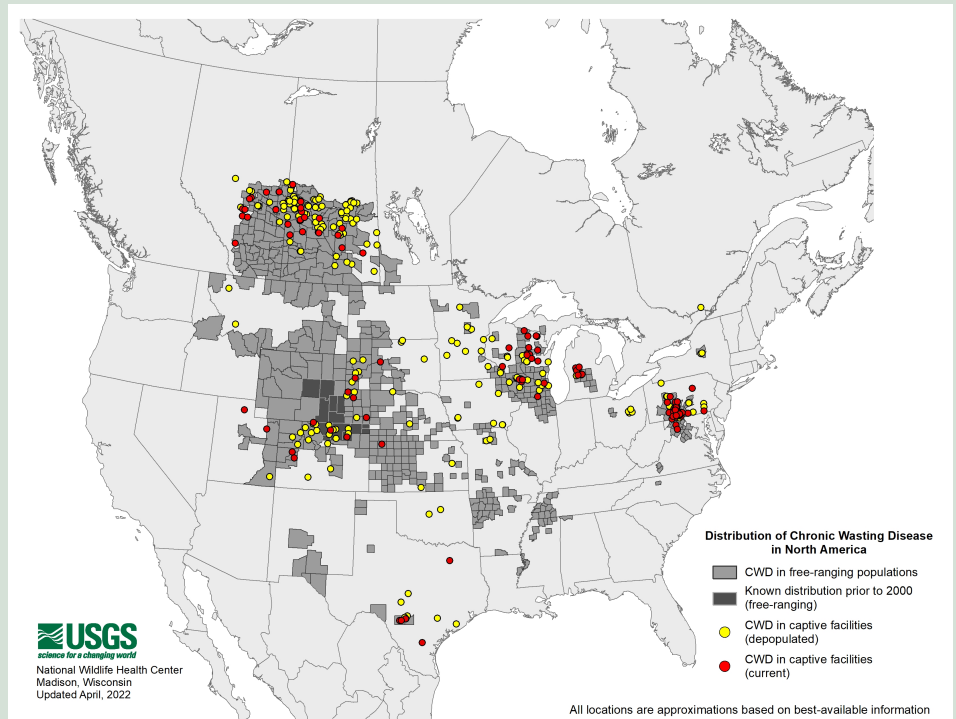 Distribution of Chronic Wasting Disease
in North America
CWD in free-ranging populations
Known distribution prior to 2000
(free-ranging)
CWD in captive facilities
(depopulated)
CWD in captive facilities
(current)
USGS
science for a changing world
National Wildlife Health Center
Madison, Wisconsin
Updated April, 2022
All locations are approximations based on best-available information